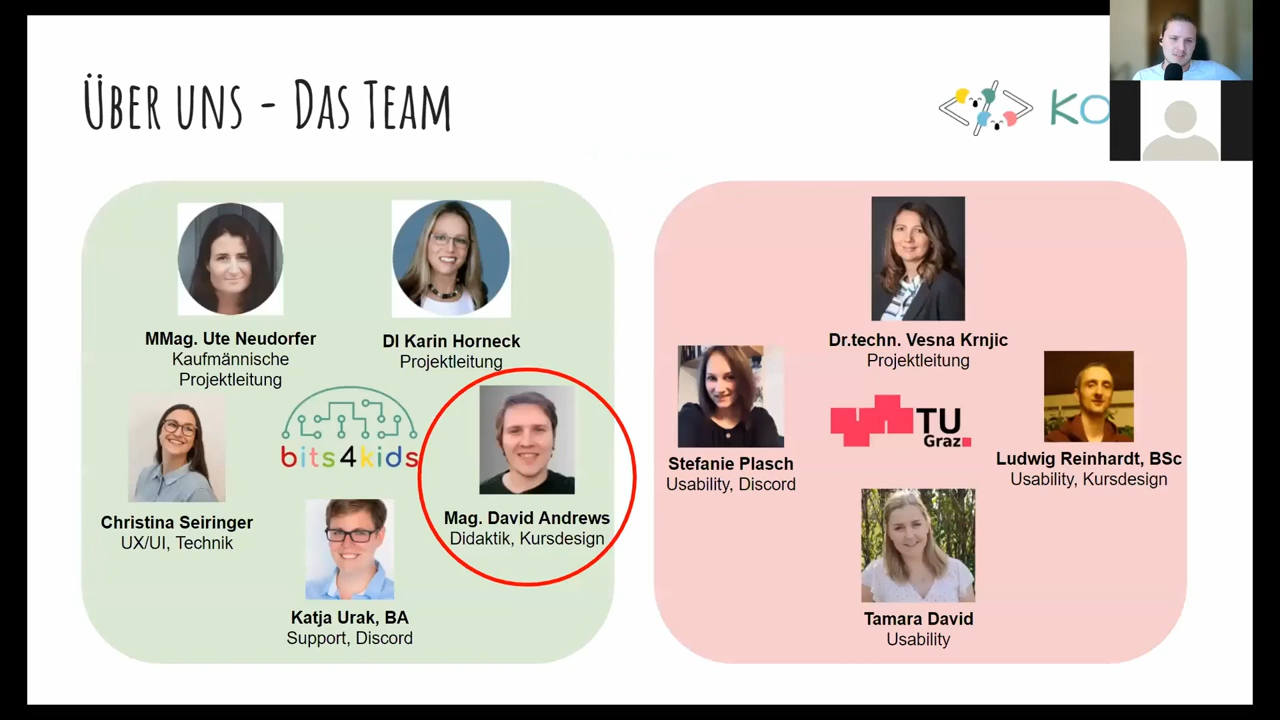 Über uns - Das Team
MMag. Ute Neudorfer
Kaufmännische
Projektleitung
DI Karin Horneck
Projektleitung
bits4kids
Christina Seiringer
UX/UI, Technik
Mag. David Andrews
Didaktik, Kursdesign
Katja Urak, BA
Support, Discord
Dr.techn. Vesna Krnjic
Projektleitung
Stefanie Plasch
Usability, Discord
TU
Graz
Ludwig Reinhardt, BSc
Usability, Kursdesign
Tamara David
Usability